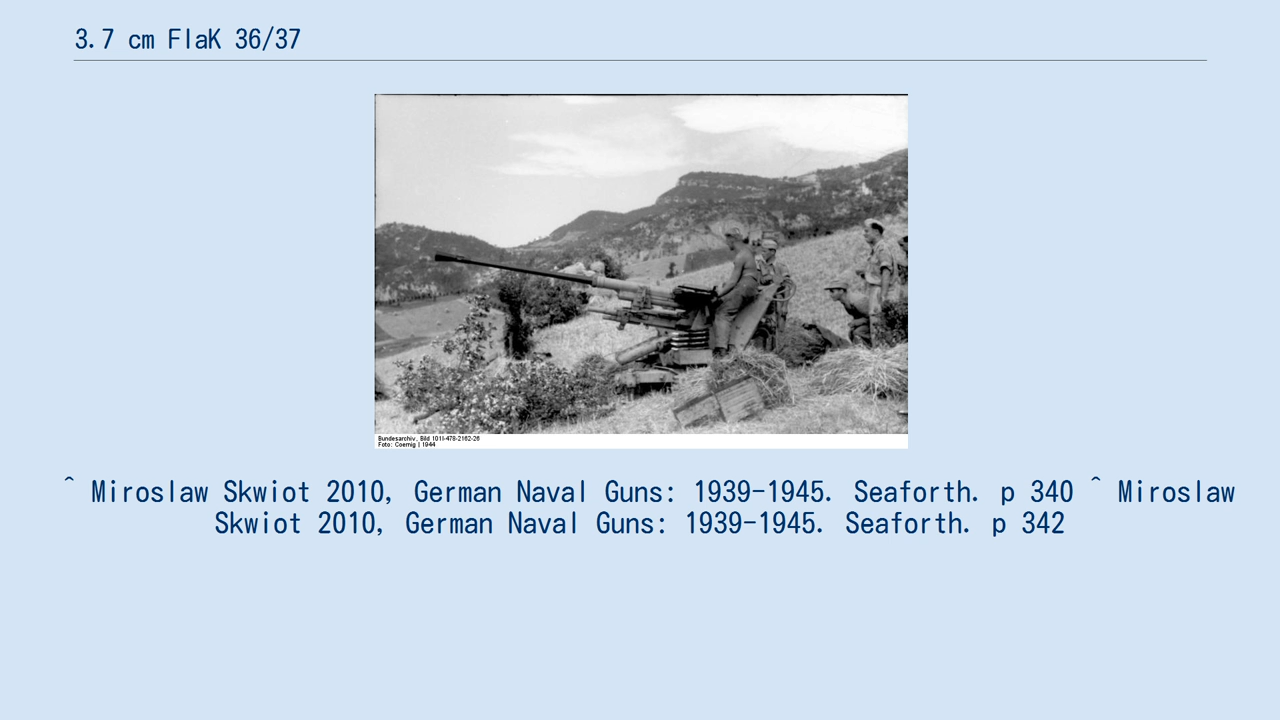 3.7 cm FlaK 36/37
Bundesarchiv, Bild 101I-478-2162-26
Foto: Coernig | 1944
^ Miroslaw Skwiot 2010, German Naval Guns: 1939-1945. Seaforth. p 340 ^ Miroslaw
Skwiot 2010, German Naval Guns: 1939-1945. Seaforth. p 342